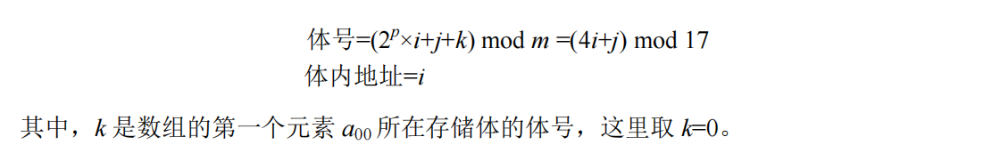 体号=(2ᵖ×i+j+k) mod m =(4i+j) mod 17
体内地址=i
其中，k 是数组的第一个元素 a₀₀ 所在存储体的体号，这里取 k=0。